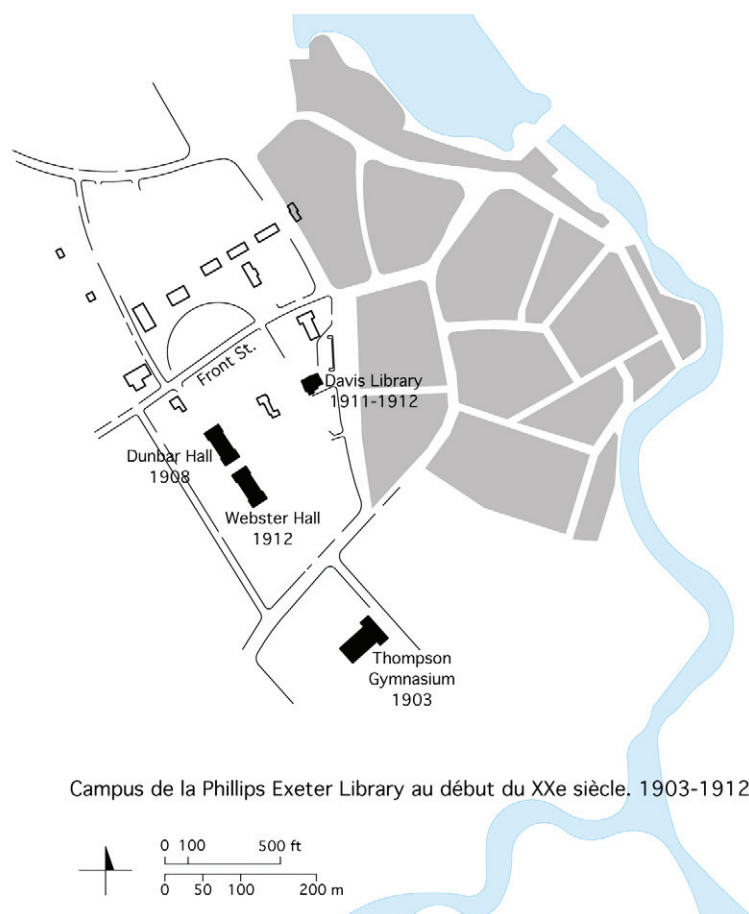 Front St.
Davis Library
1911-1912
Dunbar Hall
1908
Webster Hall
1912
Thompson
Gymnasium
1903
Campus de la Phillips Exeter Library au début du XXe siècle. 1903-1912
0 100 500 ft
0 50 100 200 m